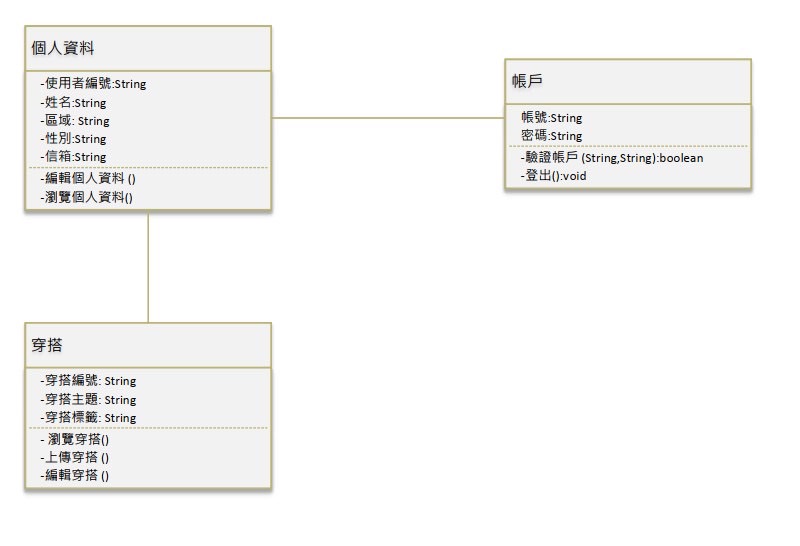 個人資料
-使用者編號:String
-姓名:String
-區域: String
-性別:String
-信箱:String
-編輯個人資料 ()
-瀏覽個人資料()
帳戶
帳號:String
密碼:String
-驗證帳戶 (String,String):boolean
-登出():void
穿搭
-穿搭編號: String
-穿搭主題: String
-穿搭標籤: String
- 瀏覽穿搭()
-上傳穿搭 ()
-編輯穿搭 ()